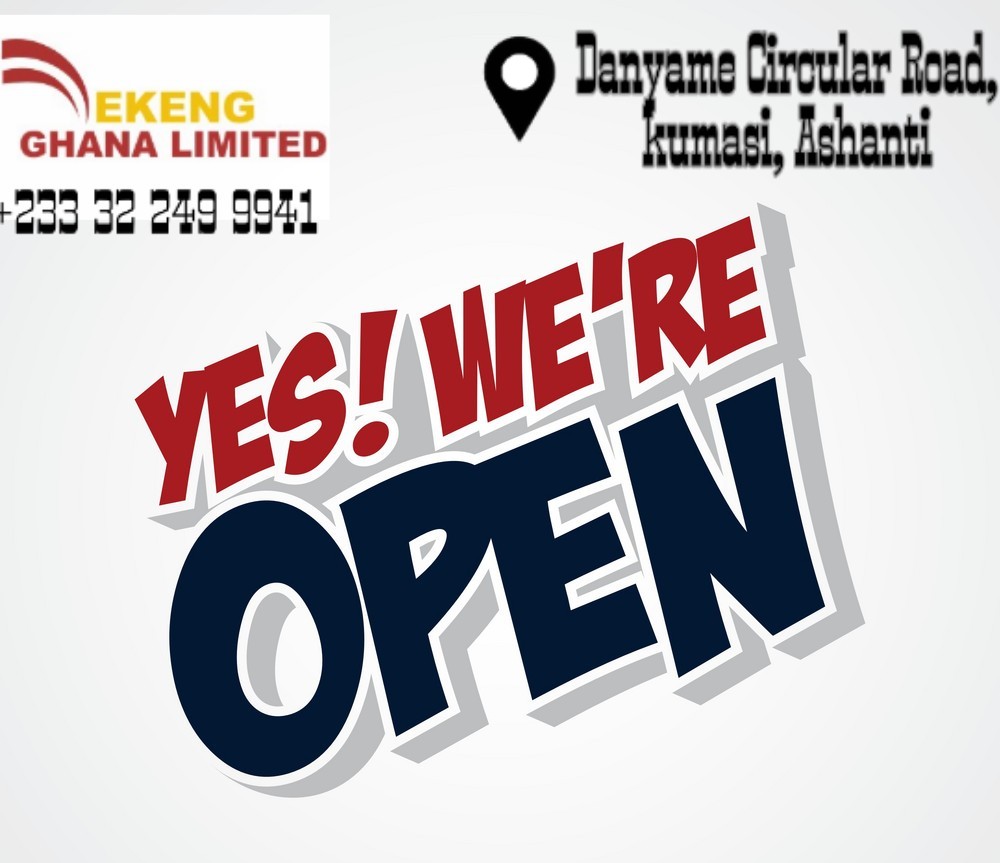 EKENG
GHANA LIMITED
+233 32 249 9941
Danyame Circular Road,
kumasi, Ashanti
YES! WE'RE
OPEN